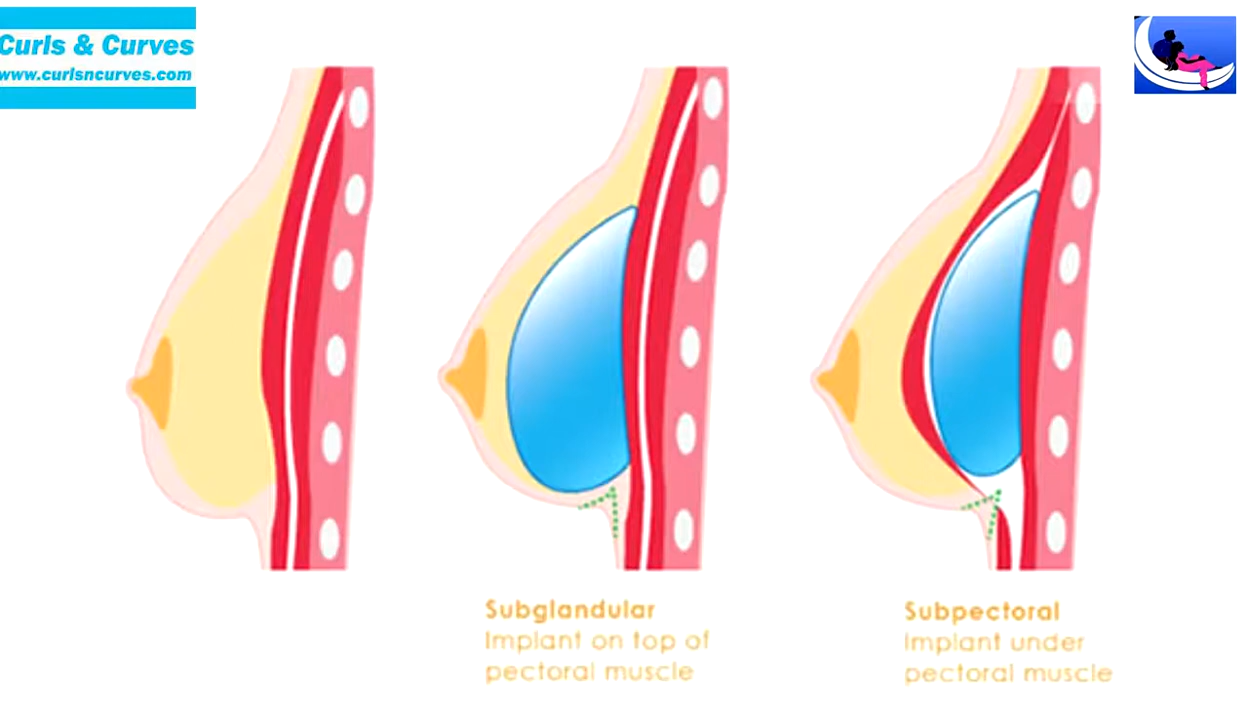 Curls & Curves
www.curlsncurves.com
Subglandular
Implant on top of
pectoral muscle
Subpectoral
Implant under
pectoral muscle